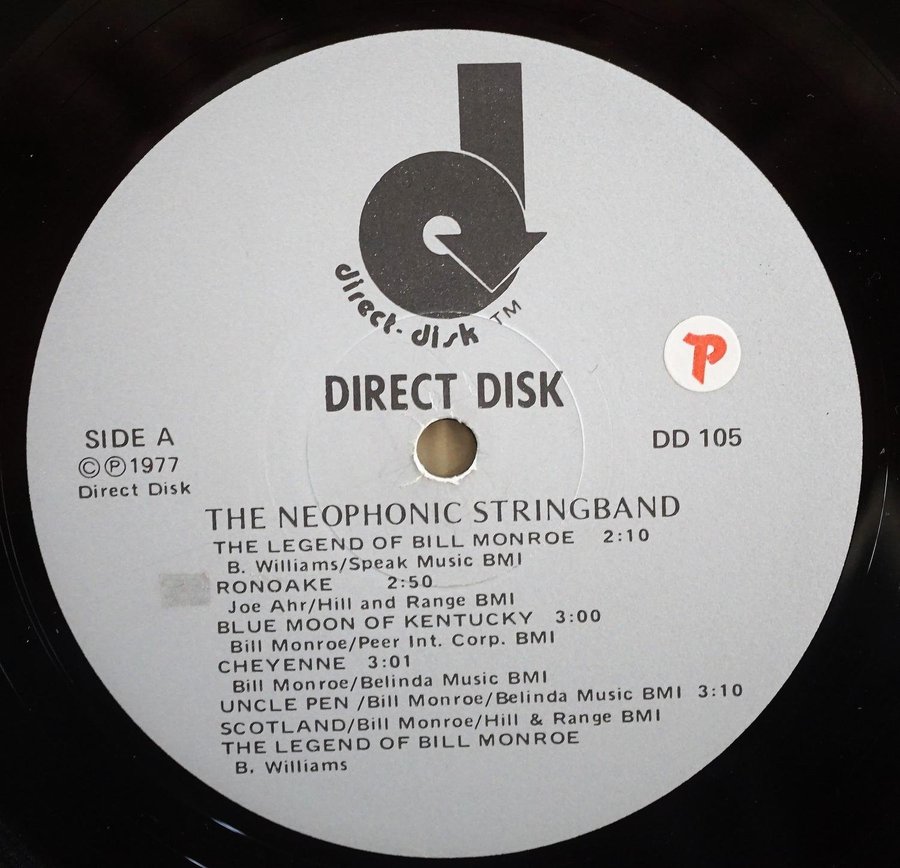 direct-disk TM
DIRECT DISK
P
SIDE A
DD 105
©℗1977
Direct Disk
THE NEOPHONIC STRINGBAND
THE LEGEND OF BILL MONROE 2:10
B. Williams/Speak Music BMI
RONOAKE 2:50
Joe Ahr/Hill and Range BMI
BLUE MOON OF KENTUCKY 3:00
Bill Monroe/Peer Int. Corp. BMI
CHEYENNE 3:01
Bill Monroe/Belinda Music BMI
UNCLE PEN /Bill Monroe/Belinda Music BMI 3:10
SCOTLAND/Bill Monroe/Hill & Range BMI
THE LEGEND OF BILL MONROE
B. Williams